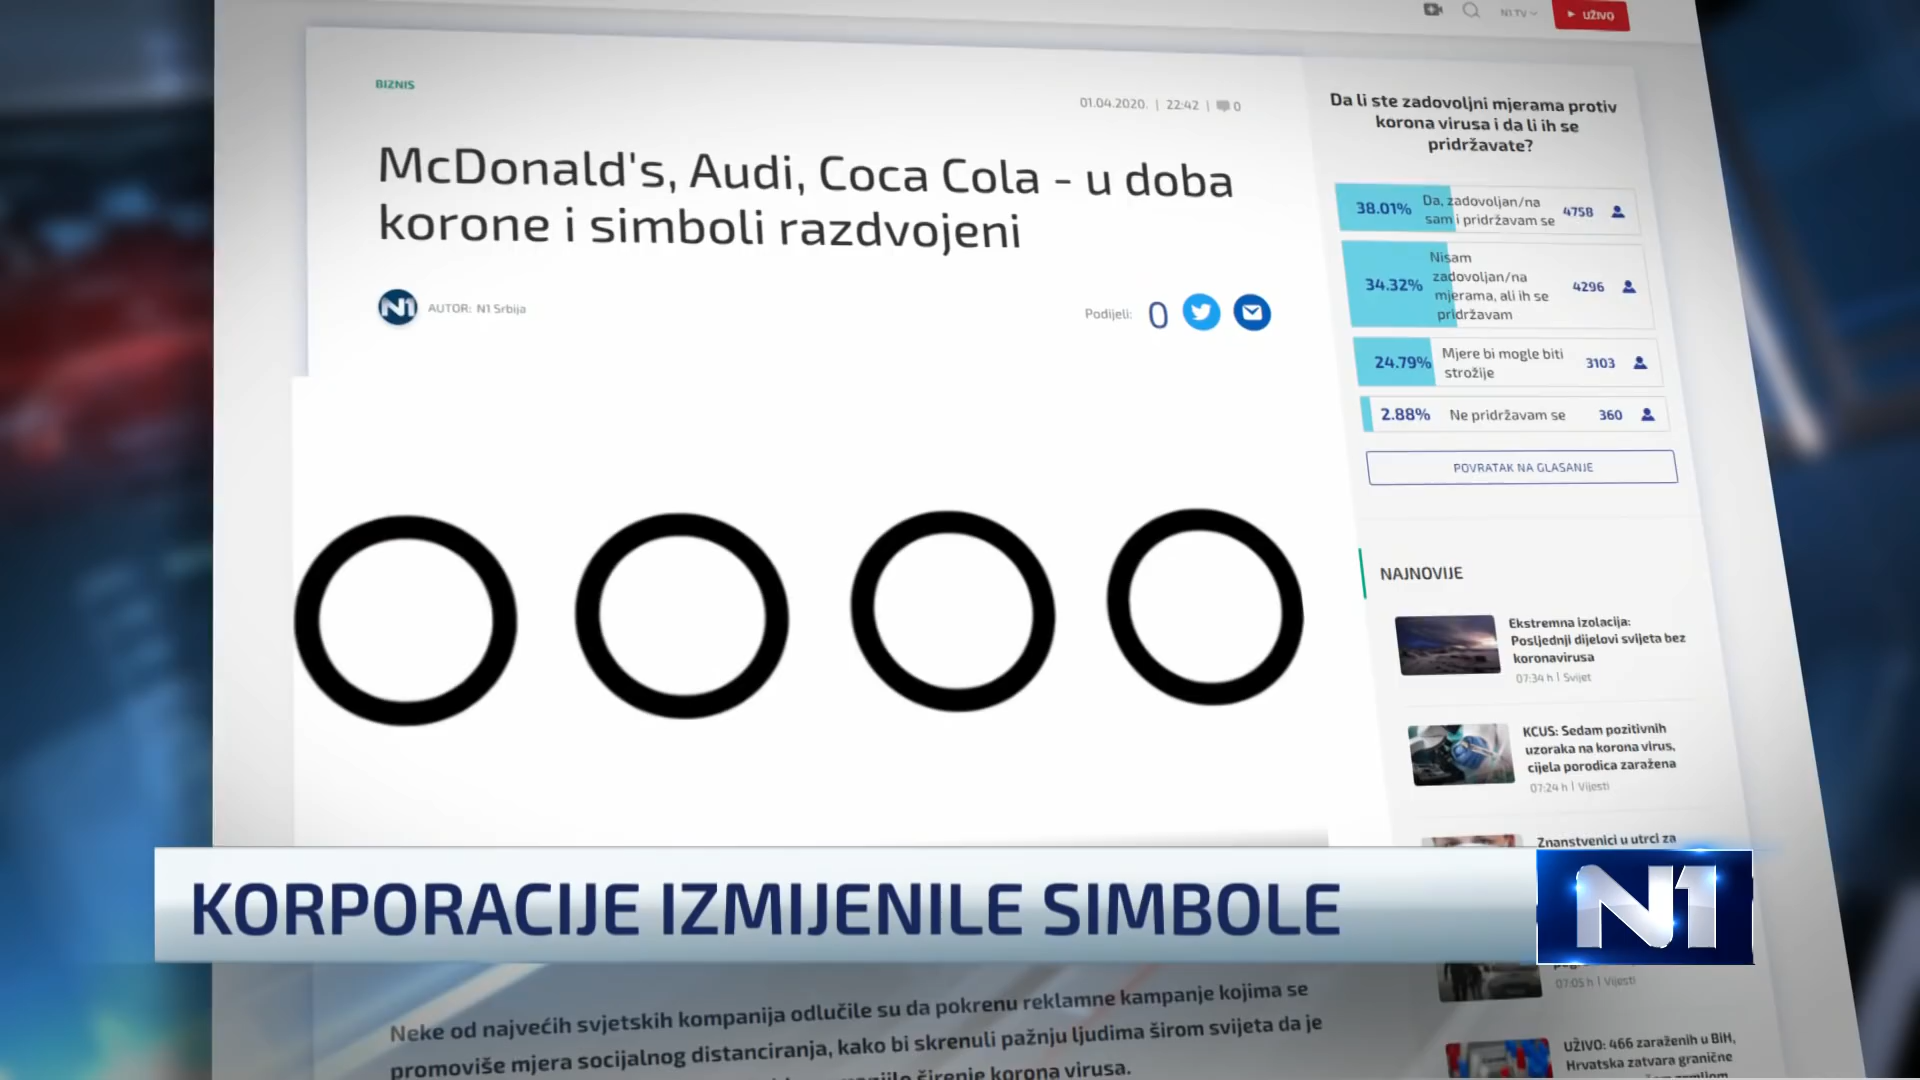 N1 TV
UŽIVO
BIZNIS
01.04.2020. | 22:42 | 0
McDonald's, Audi, Coca Cola - u doba
korone i simboli razdvojeni
N1
AUTOR: N1 Srbija
Podijeli: 0
Da li ste zadovoljni mjerama protiv
korona virusa i da li ih se
pridržavate?
38.01% Da, zadovoljan/na 4758
sam i pridržavam se
Nisam
zadovoljan/na
34.32% mjerama, ali ih se 4296
pridržavam
24.79% Mjere bi mogle biti 3103
strožije
2.88% Ne pridržavam se 360
POVRATAK NA GLASANJE
NAJNOVIJE
Ekstremna izolacija:
Posljednji dijelovi svijeta bez
koronavirusa
07:34 h | Svijet
KCUS: Sedam pozitivnih
uzoraka na korona virus,
cijela porodica zaražena
07:24 h | Vijesti
Znanstvenici u utrci za
KORPORACIJE IZMIJENILE SIMBOLE
N1
07:05 h | Vijesti
Neke od najvećih svjetskih kompanija odlučile su da pokrenu reklamne kampanje kojima se
promoviše mjera socijalnog distanciranja, kako bi skrenuli pažnju ljudima širom svijeta da je
širenje korona virusa.
UŽIVO: 466 zaraženih u BiH,
Hrvatska zatvara granične